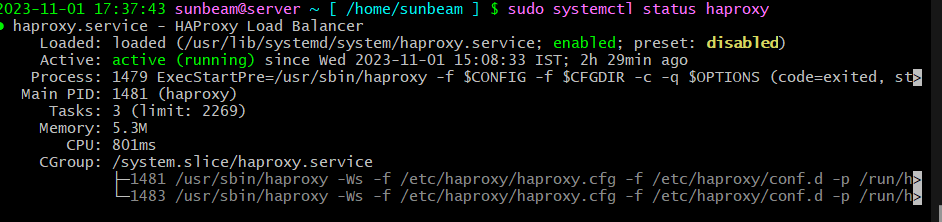 2023-11-01 17:37:43 sunbeam@server ~ [ /home/sunbeam ] $ sudo systemctl status haproxy
● haproxy.service - HAProxy Load Balancer
Loaded: loaded (/usr/lib/systemd/system/haproxy.service; enabled; preset: disabled)
Active: active (running) since Wed 2023-11-01 15:08:33 IST; 2h 29min ago
Process: 1479 ExecStartPre=/usr/sbin/haproxy -f $CONFIG -f $CFGDIR -c -q $OPTIONS (code=exited, st>
Main PID: 1481 (haproxy)
Tasks: 3 (limit: 2269)
Memory: 5.3M
CPU: 801ms
CGroup: /system.slice/haproxy.service
├─1481 /usr/sbin/haproxy -Ws -f /etc/haproxy/haproxy.cfg -f /etc/haproxy/conf.d -p /run/h>
└─1483 /usr/sbin/haproxy -Ws -f /etc/haproxy/haproxy.cfg -f /etc/haproxy/conf.d -p /run/h>